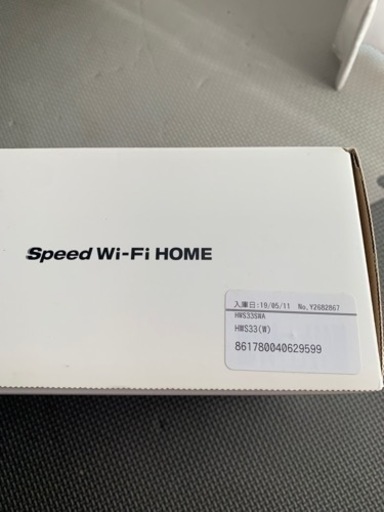 Speed Wi-Fi HOME
入庫日:19/05/11 No.Y2682867
HWS33SWA
HWS33(W)
861780040629599